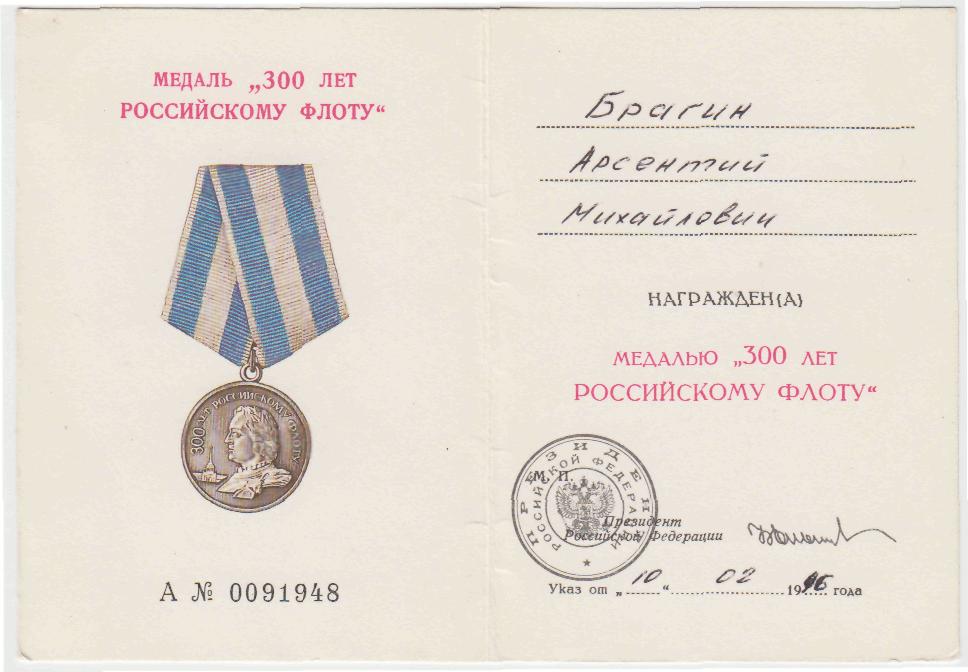 МЕДАЛЬ „300 ЛЕТ
РОССИЙСКОМУ ФЛОТУ“
300 ЛЕТ РОССИЙСКОМУ ФЛОТУ
А № 0091948
Брагин
Арсентий
Михайлович
НАГРАЖДЕН(А)
МЕДАЛЬЮ „300 ЛЕТ
РОССИЙСКОМУ ФЛОТУ“
ПРЕЗИДЕНТ
РОССИЙСКОЙ ФЕДЕРАЦИИ
М. П.
Президент
Российской Федерации
Указ от „10“ 02 1996 года